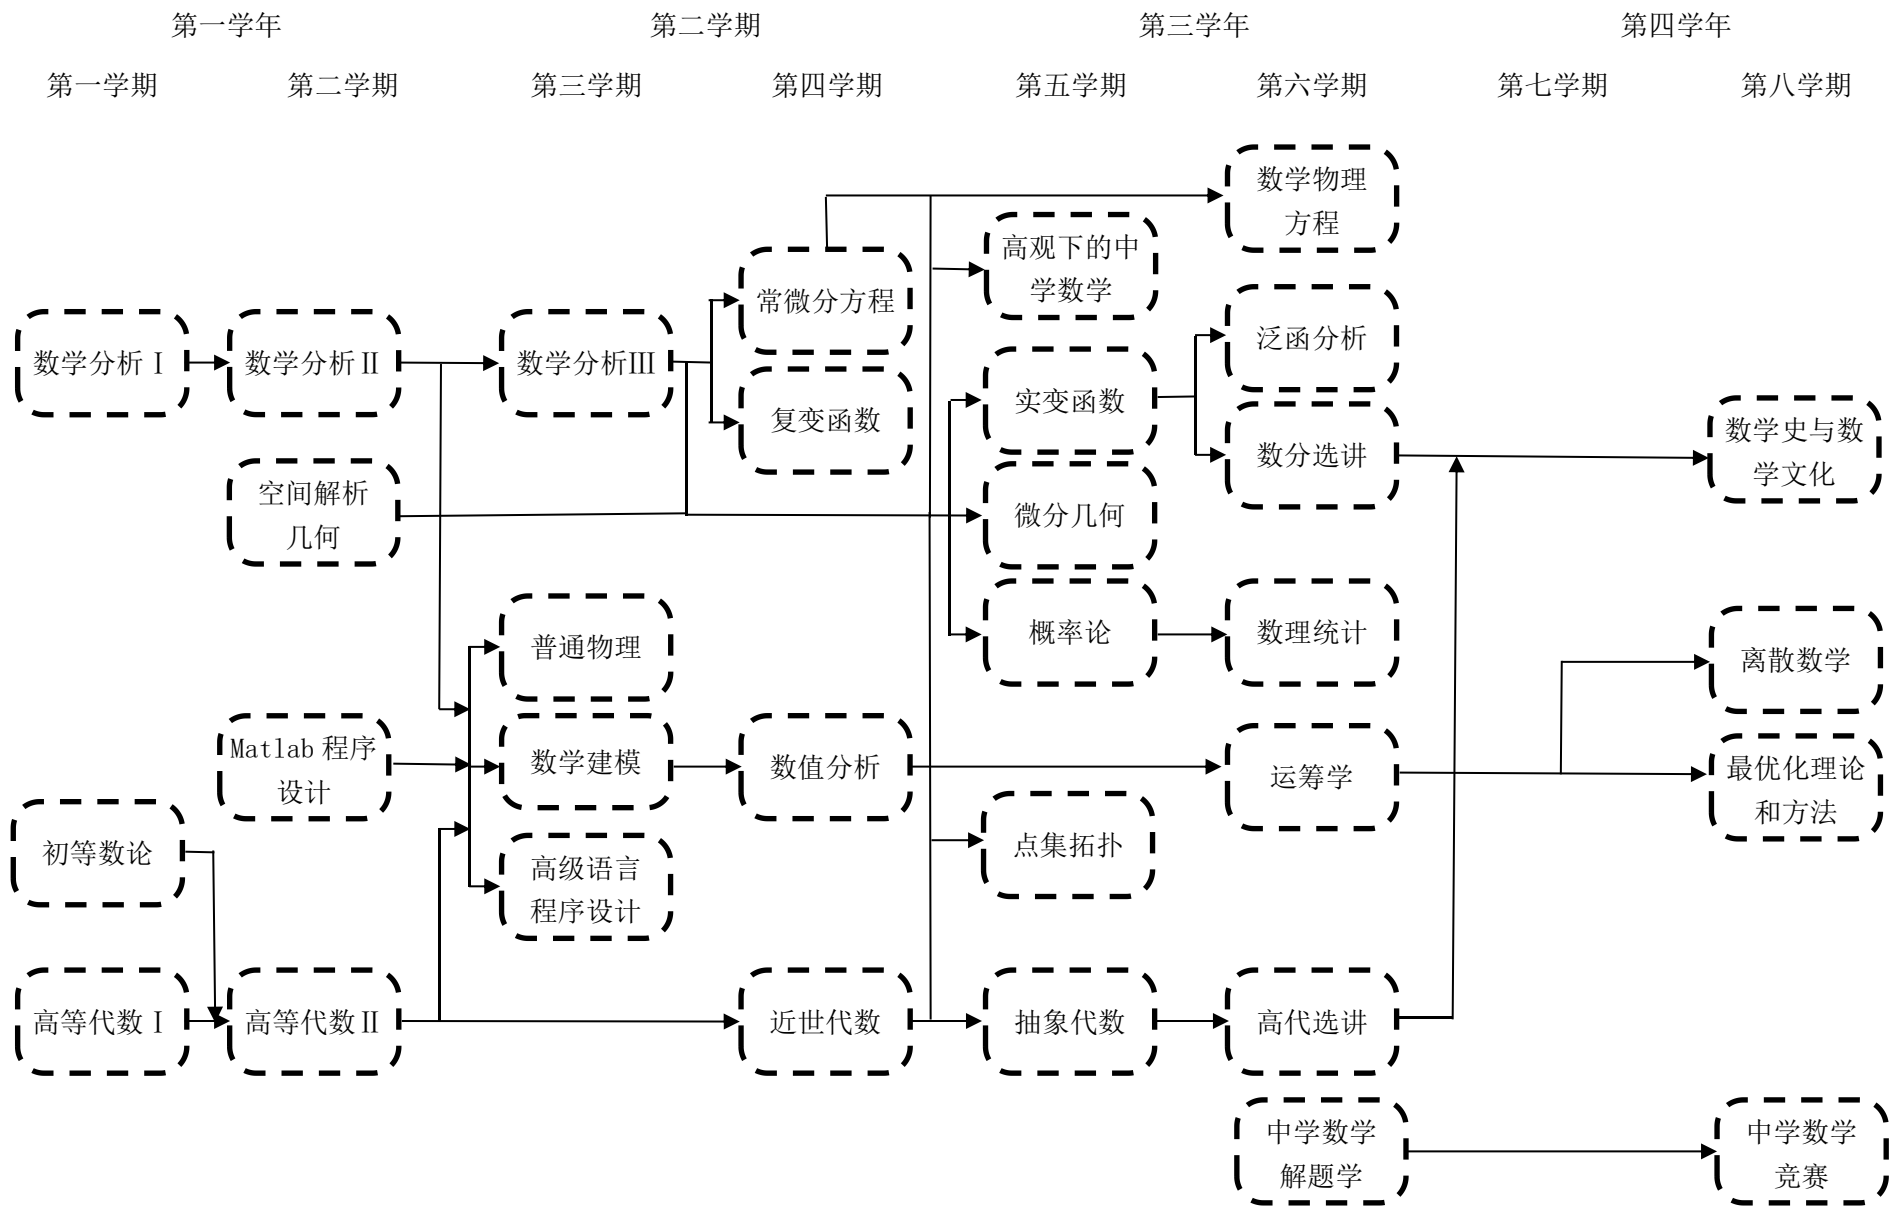 第一学年
第二学期
第三学年
第四学年
第一学期
第二学期
第三学期
第四学期
第五学期
第六学期
第七学期
第八学期
数学物理
方程
高观下的中
学数学
常微分方程
泛函分析
数学分析Ⅰ
数学分析Ⅱ
数学分析Ⅲ
复变函数
实变函数
数分选讲
数学史与数
学文化
空间解析
几何
微分几何
普通物理
概率论
数理统计
离散数学
Matlab 程序
设计
数学建模
数值分析
运筹学
最优化理论
和方法
初等数论
高级语言
程序设计
点集拓扑
高等代数Ⅰ
高等代数Ⅱ
近世代数
抽象代数
高代选讲
中学数学
解题学
中学数学
竞赛